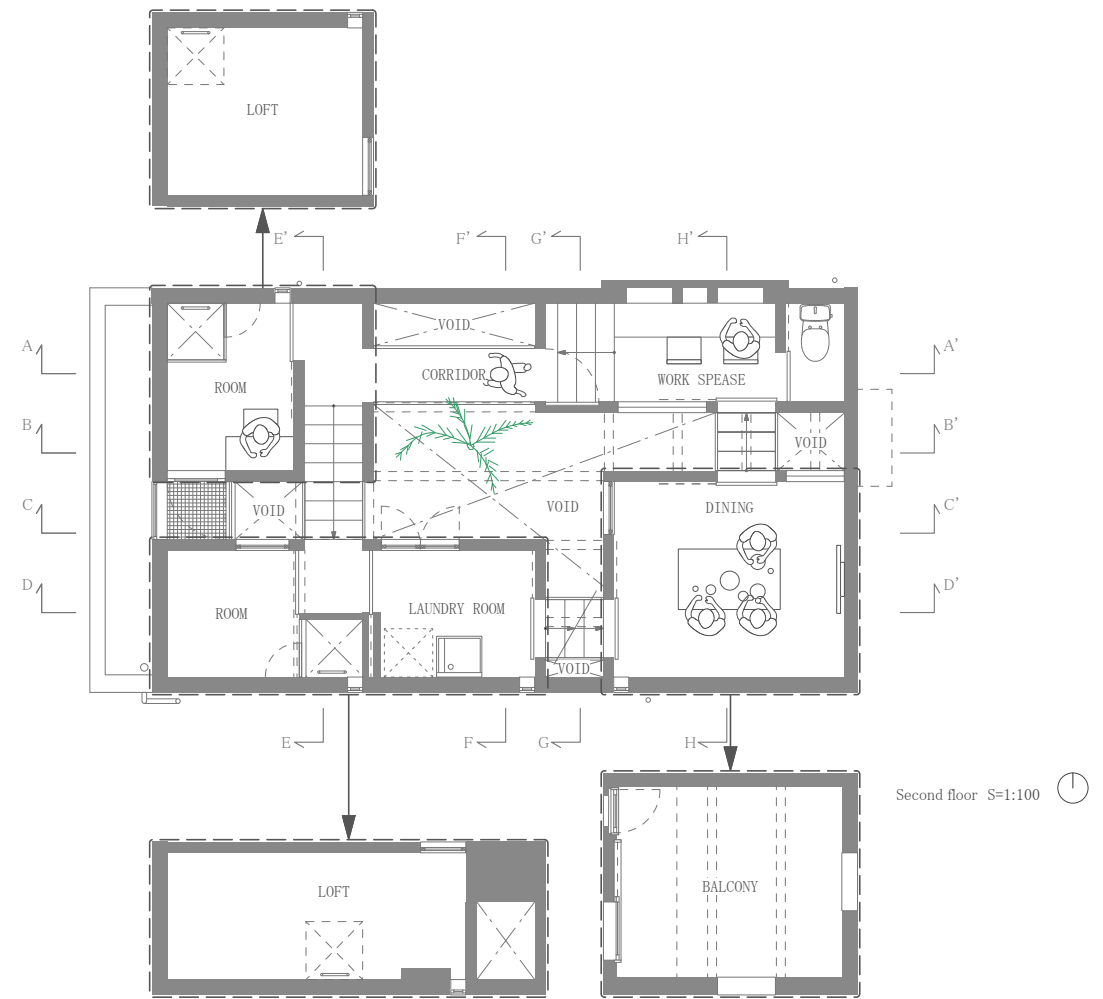 LOFT
E'
F'
G'
H'
VOID
A
A'
CORRIDOR
WORK SPEASE
ROOM
B
B'
VOID
C
VOID
VOID
DINING
C'
D
D'
ROOM
LAUNDRY ROOM
VOID
E
F
G
H
Second floor S=1:100
LOFT
BALCONY